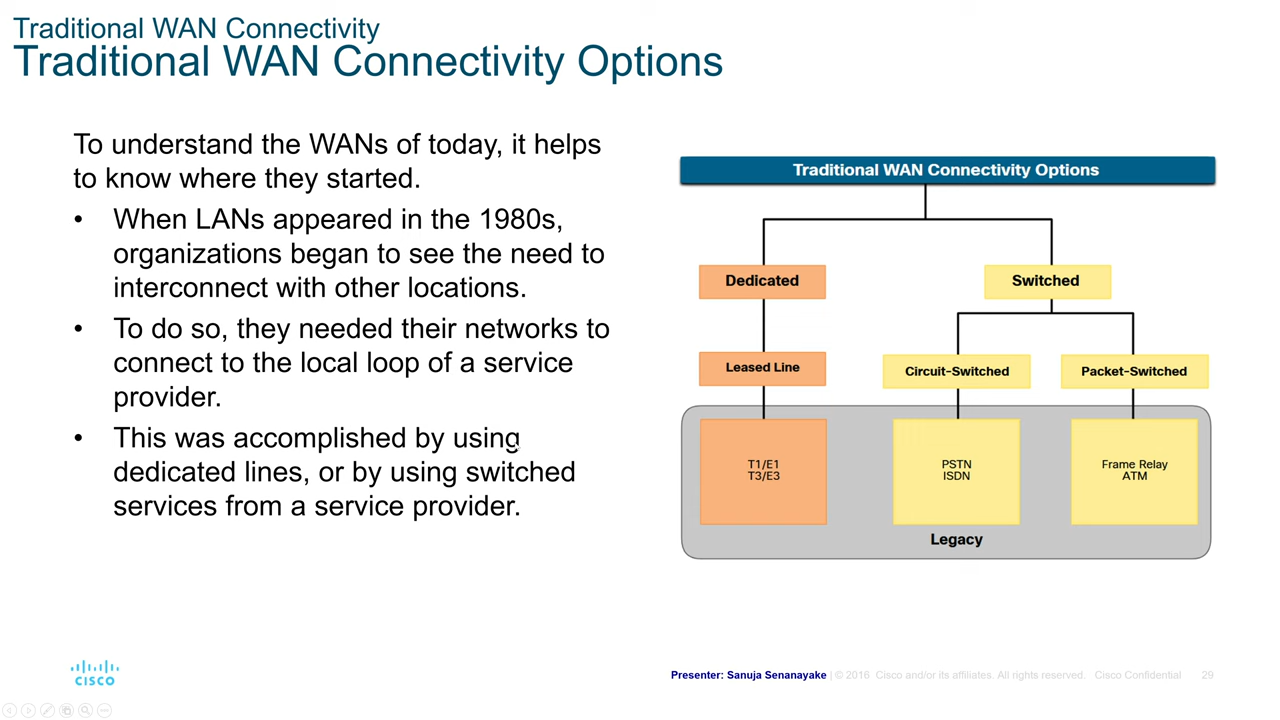 Traditional WAN Connectivity
Traditional WAN Connectivity Options
To understand the WANs of today, it helps
to know where they started.
• When LANs appeared in the 1980s,
organizations began to see the need to
interconnect with other locations.
• To do so, they needed their networks to
connect to the local loop of a service
provider.
• This was accomplished by using
dedicated lines, or by using switched
services from a service provider.
Traditional WAN Connectivity Options
Dedicated
Switched
Leased Line
Circuit-Switched
Packet-Switched
T1/E1
T3/E3
PSTN
ISDN
Frame Relay
ATM
Legacy
CISCO
Presenter: Sanuja Senanayake | © 2016 Cisco and/or its affiliates. All rights reserved. Cisco Confidential 29